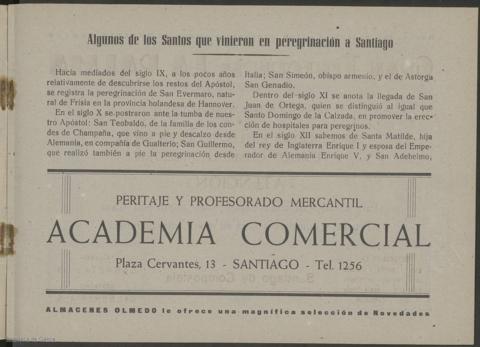 Algunos de los Santos que vinieron en peregrinación a Santiago
Hacia mediados del siglo IX, a los pocos años
relativamente de descubrirse los restos del Apóstol,
se registra la peregrinación de San Evermaro, natu-
ral de Frisia en la provincia holandesa de Hannover.
En el siglo X se postraron ante la tumba de nues-
tro Apóstol: San Teobaldo, de la familia de los con-
des de Champaña, que vino a pie y descalzo desde
Alemania, en compañía de Gualterio; San Guillermo,
que realizó también a pie la peregrinación desde
Italia; San Simeón, obispo armenio, y el de Astorga
San Genadio.
Dentro del siglo XI se anota la llegada de San
Juan de Ortega, quien se distinguió al igual que
Santo Domingo de la Calzada, en promover la erec-
ción de hospitales para peregrinos.
En el siglo XII sabemos de Santa Matilde, hija
del rey de Inglaterra Enrique I y esposa del Empe-
rador de Alemania Enrique V, y San Adehelmo,
PERITAJE Y PROFESORADO MERCANTIL
ACADEMIA COMERCIAL
Plaza Cervantes, 13 - SANTIAGO - Tel. 1256
ALMACENES OLMEDO le ofrece una magnífica selección de Novedades